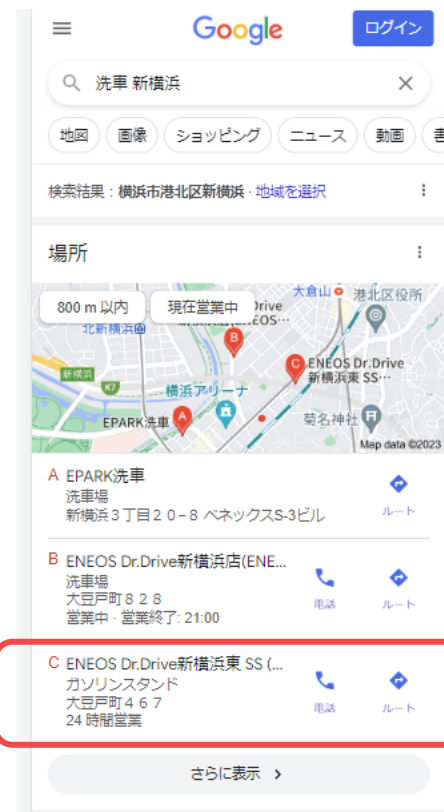 Google
ログイン
洗車 新横浜
地図
画像
ショッピング
ニュース
動画
検索結果：横浜市港北区新横浜 · 地域を選択
場所
800 m 以内
現在営業中
rive
EOS…
大倉山
港北区役所
北新横浜
B
C
ENEOS Dr.Drive
新横浜東 SS…
新横浜
K7
横浜アリーナ
EPARK洗車
A
菊名神社
Map data ©2023
A EPARK洗車
洗車場
新横浜３丁目２０−８ ベネックスS-3ビル
ルート
B ENEOS Dr.Drive新横浜店(ENE...
洗車場
大豆戸町８２８
営業中 · 営業終了: 21:00
電話
ルート
C ENEOS Dr.Drive新横浜東 SS (...
ガソリンスタンド
大豆戸町４６７
24 時間営業
電話
ルート
さらに表示